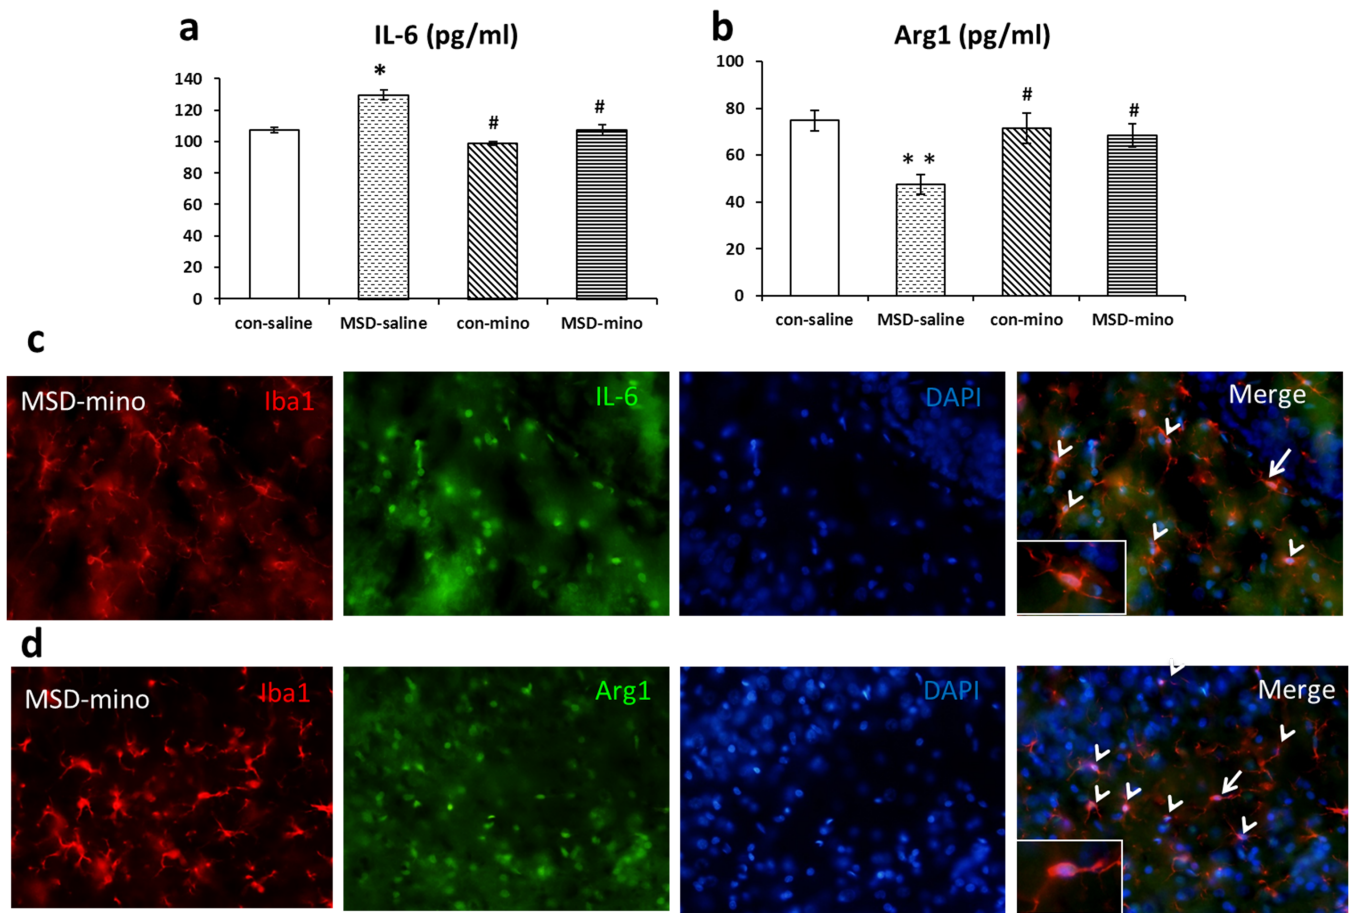 a
IL-6 (pg/ml)
140
120
100
80
60
40
20
0
*
#
#
con-saline
MSD-saline
con-mino
MSD-mino
b
Arg1 (pg/ml)
100
80
60
40
20
0
* *
#
#
con-saline
MSD-saline
con-mino
MSD-mino
c
MSD-mino
Iba1
IL-6
DAPI
Merge
d
MSD-mino
Iba1
Arg1
DAPI
Merge